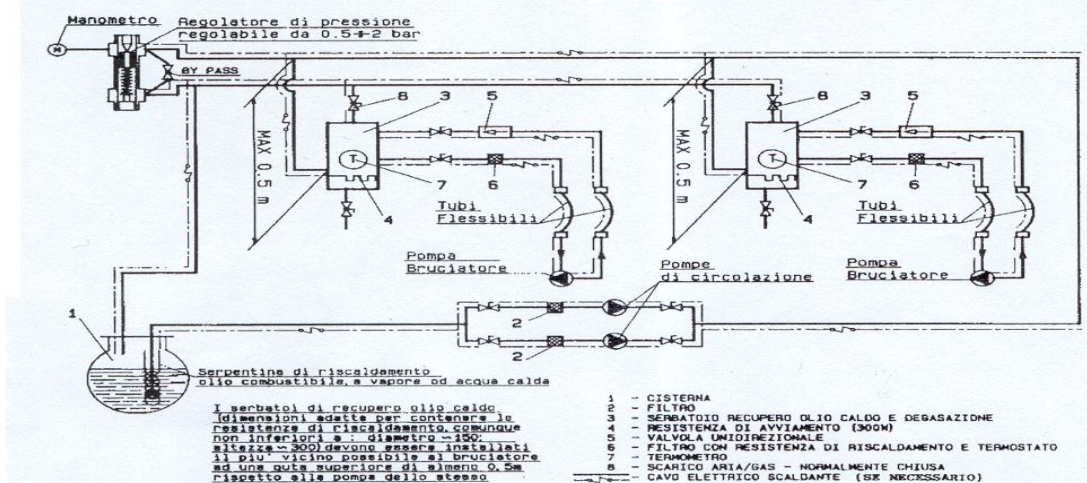 Manometro
Regolatore di pressione
regolabile da 0.5÷2 bar
M
BY PASS
8
3
5
8
3
5
MAX 0.5 m
T
MAX 0.5 m
T
7
6
7
6
4
4
Tubi
Flessibili
Tubi
Flessibili
Pompa
Bruciatore
Pompe
di circolazione
Pompa
Bruciatore
1
2
2
Serpentina di riscaldamento
olio combustibile, a vapore od acqua calda
I serbatoi di recupero olio caldo
(dimensioni adatte per contenere le
resistenze di riscaldamento, comunque
non inferiori a : diametro ~150;
altezza ~300) devono essere installati
il piu' vicino possibile al bruciatore
ad una quta superiore di almeno 0,5m
rispetto alla pompa dello stesso
1 - CISTERNA
2 - FILTRO
3 - SERBATOIO RECUPERO OLIO CALDO E DEGASAZIONE
4 - RESISTENZA DI AVVIAMENTO (300W)
5 - VALVOLA UNIDIREZIONALE
6 - FILTRO CON RESISTENZA DI RISCALDAMENTO E TERMOSTATO
7 - TERMOMETRO
8 - SCARICO ARIA/GAS - NORMALMENTE CHIUSA
- CAVO ELETTRICO SCALDANTE (SE NECESSARIO)